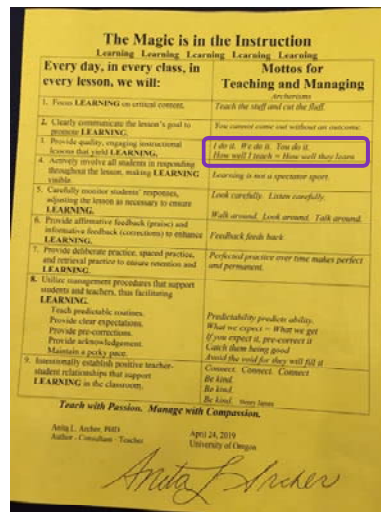 The Magic is in the Instruction
Learning Learning Learning Learning Learning
Every day, in every class, in
every lesson, we will:
Mottos for
Teaching and Managing
Archerisms
1. Focus LEARNING on critical content.
Teach the stuff and cut the fluff.
2. Clearly communicate the lesson's goal to
promote LEARNING.
You cannot come out without an outcome.
3. Provide quality, engaging instructional
lessons that yield LEARNING.
I do it. We do it. You do it.
How well I teach = How well they learn
4. Actively involve all students in responding
throughout the lesson, making LEARNING
visible.
Learning is not a spectator sport.
5. Carefully monitor students' responses,
adjusting the lesson as necessary to ensure
LEARNING.
Look carefully. Listen carefully.
Walk around. Look around. Talk around.
6. Provide affirmative feedback (praise) and
informative feedback (corrections) to enhance
LEARNING.
Feedback feeds back.
7. Provide deliberate practice, spaced practice,
and retrieval practice to ensure retention and
LEARNING.
Perfected practice over time makes perfect
and permanent.
8. Utilize management procedures that support
students and teachers, thus facilitating
LEARNING.
Teach predictable routines.
Provide clear expectations.
Provide pre-corrections.
Provide acknowledgement.
Maintain a perky pace.
Predictability predicts ability.
What we expect = What we get
If you expect it, pre-correct it
Catch them being good
Avoid the void for they will fill it
9. Intentionally establish positive teacher-
student relationships that support
LEARNING in the classroom.
Connect. Connect. Connect
Be kind.
Be kind.
Be kind. Henry James
Teach with Passion. Manage with Compassion.
Anita L. Archer, PHD
Author - Consultant - Teacher
April 24, 2019
University of Oregon
Anita L Archer